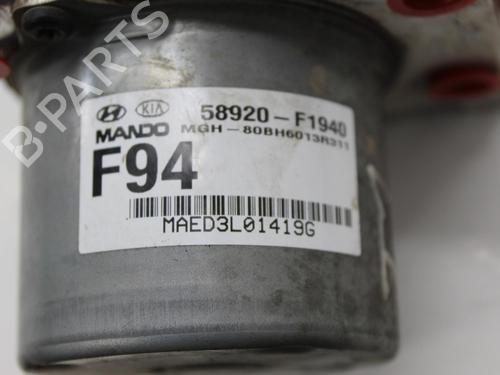 B-PARTS
KIA 58920-F1940
MANDO MGH-80BH6013R311
F94
MAED3L01419G